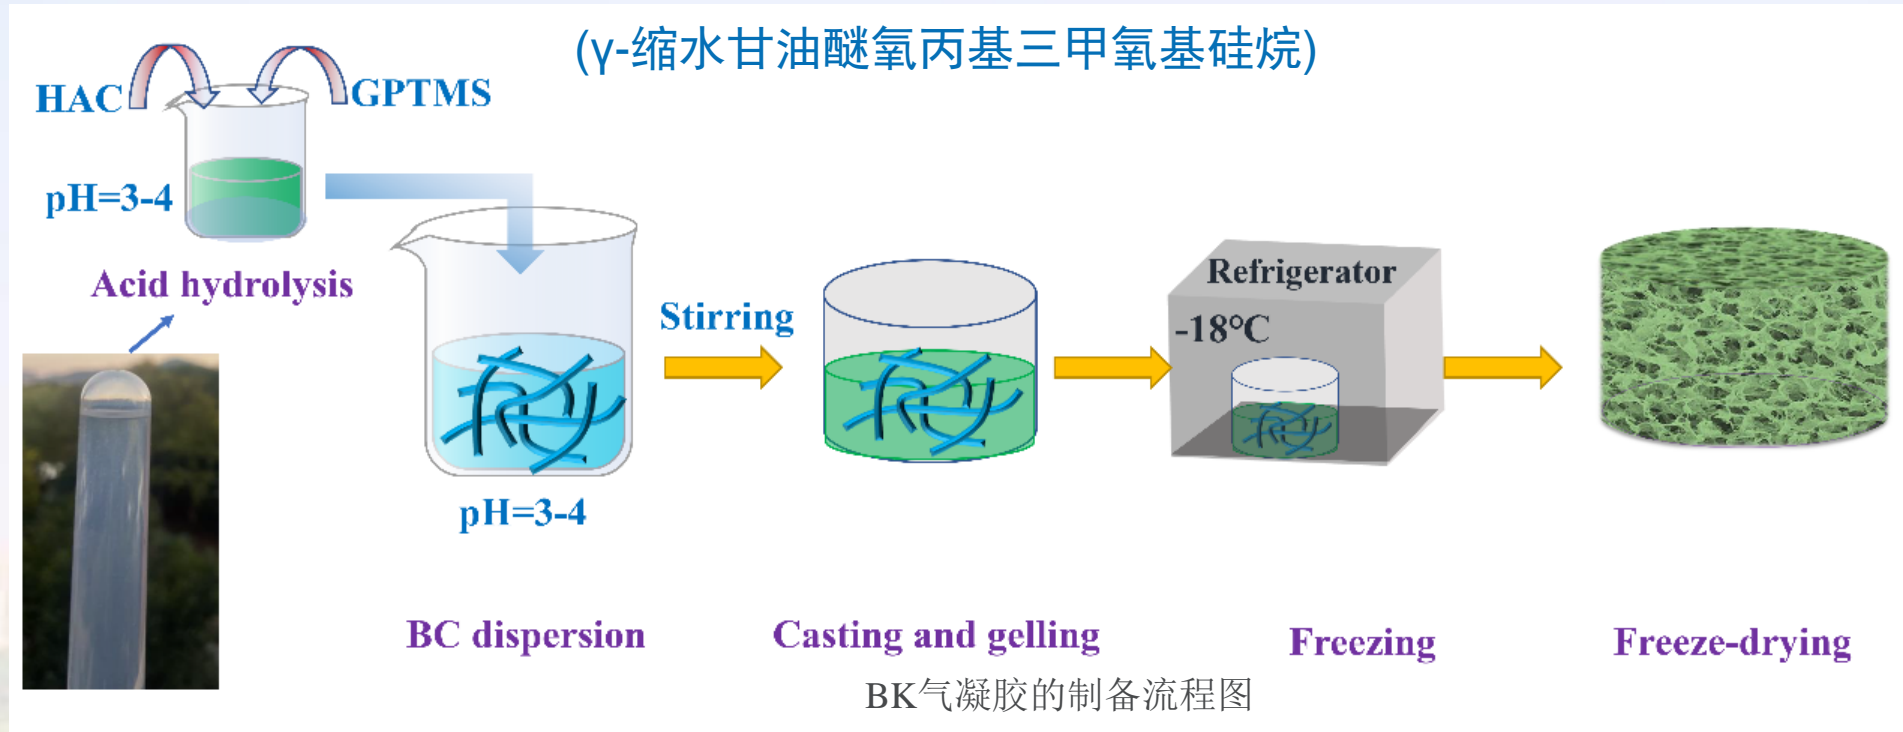 (γ-缩水甘油醚氧丙基三甲氧基硅烷)
HAC
GPTMS
pH=3-4
Acid hydrolysis
Stirring
Refrigerator
-18°C
pH=3-4
BC dispersion
Casting and gelling
Freezing
Freeze-drying
BK气凝胶的制备流程图